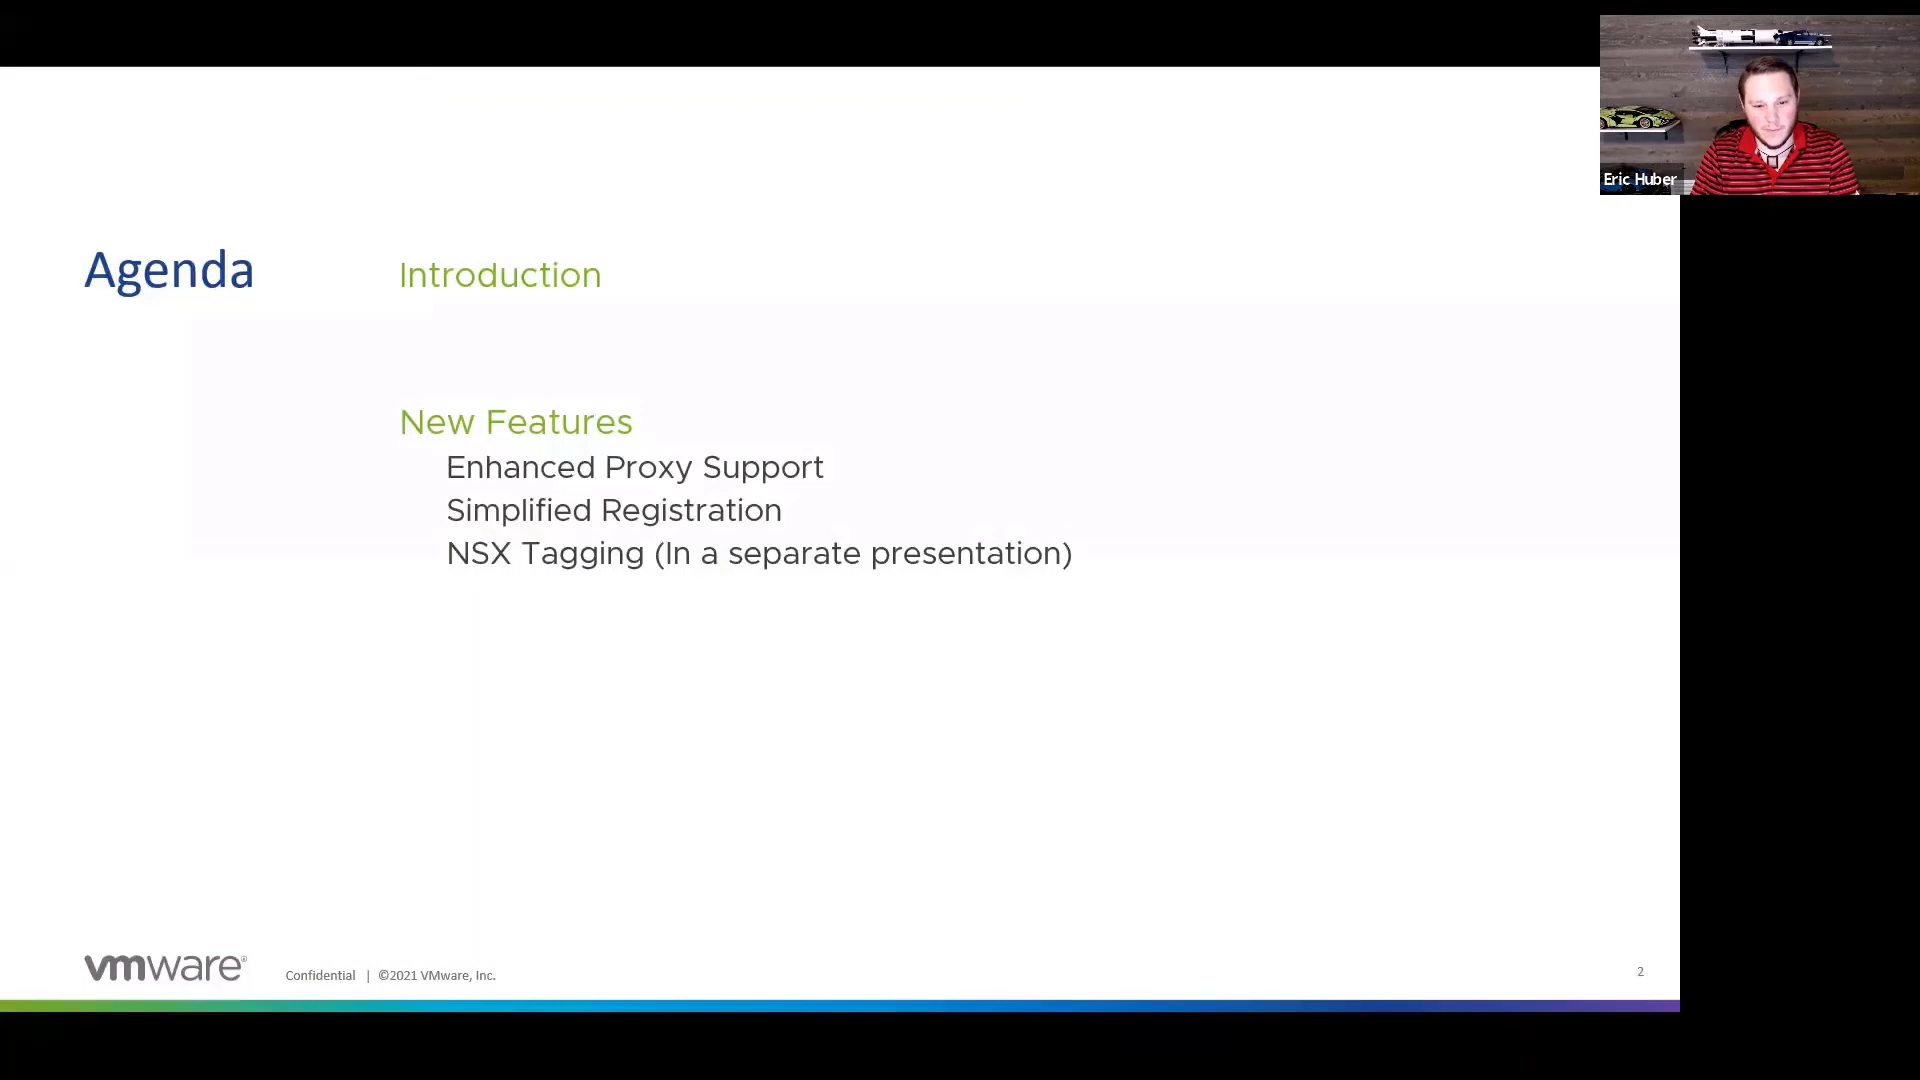 Eric Huber
Agenda
Introduction
New Features
Enhanced Proxy Support
Simplified Registration
NSX Tagging (In a separate presentation)
vmware®
Confidential | ©2021 VMware, Inc.
2